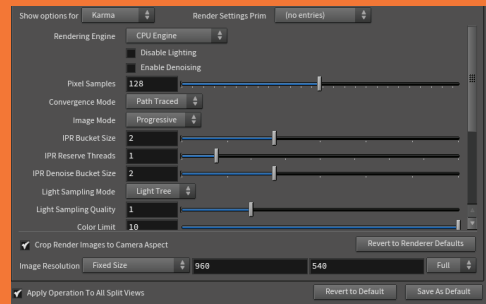 Show options for Karma Render Settings Prim (no entries)
Rendering Engine CPU Engine
Disable Lighting
Enable Denoising
Pixel Samples 128
Convergence Mode Path Traced
Image Mode Progressive
IPR Bucket Size 2
IPR Reserve Threads 1
IPR Denoise Bucket Size 2
Light Sampling Mode Light Tree
Light Sampling Quality 1
Color Limit 10
Crop Render Images to Camera Aspect Revert to Renderer Defaults
Image Resolution Fixed Size 960 540 Full
Apply Operation To All Split Views Revert to Default Save As Default